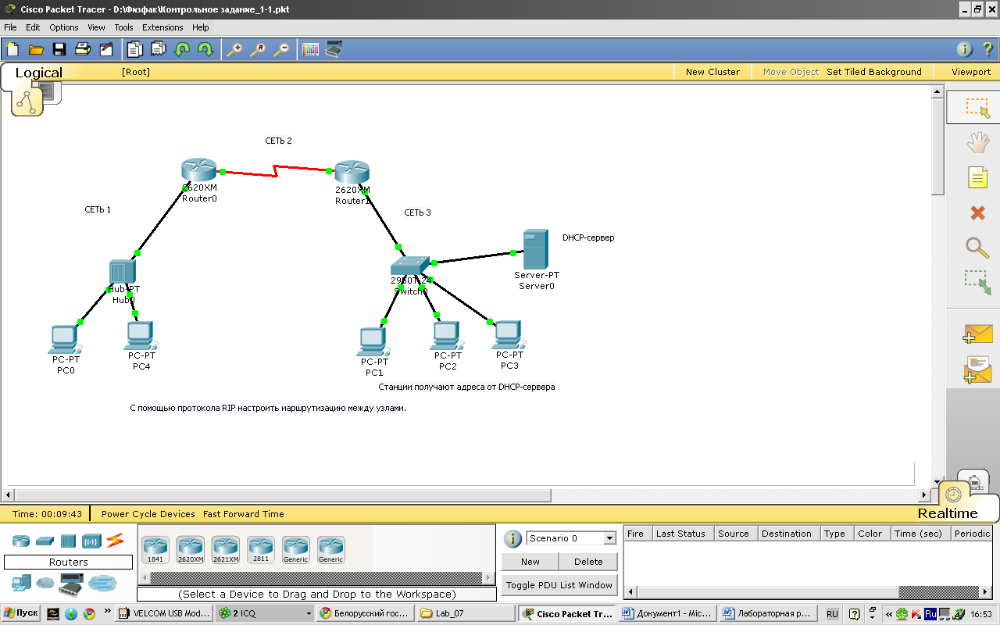 Cisco Packet Tracer - D:\Физфак\Контрольное задание_1-1.pkt
File Edit Options View Tools Extensions Help
Logical [Root] New Cluster Move Object Set Tiled Background Viewport
СЕТЬ 2
2620XM
Router0
2620XM
Router1
СЕТЬ 1
СЕТЬ 3
DHCP-сервер
Server-PT
Server0
Hub-PT
Hub0
2950T-24
Switch0
PC-PT
PC0
PC-PT
PC4
PC-PT
PC1
PC-PT
PC2
PC-PT
PC3
Станции получают адреса от DHCP-сервера
С помощью протокола RIP настроить иаршрутизацию между узлами.
Time: 00:09:43 Power Cycle Devices Fast Forward Time
Realtime
Routers
1841 2620XM 2621XM 2811 Generic Generic
(Select a Device to Drag and Drop to the Workspace)
Scenario 0
New Delete
Toggle PDU List Window
Fire Last Status Source Destination Type Color Time (sec) Periodic
Пуск » VELCOM USB Mod... 2 ICQ Белорусский гос... Lab_07 Cisco Packet Tra... Документ1 - Mic... Лабораторная р... RU « Ru 16:53